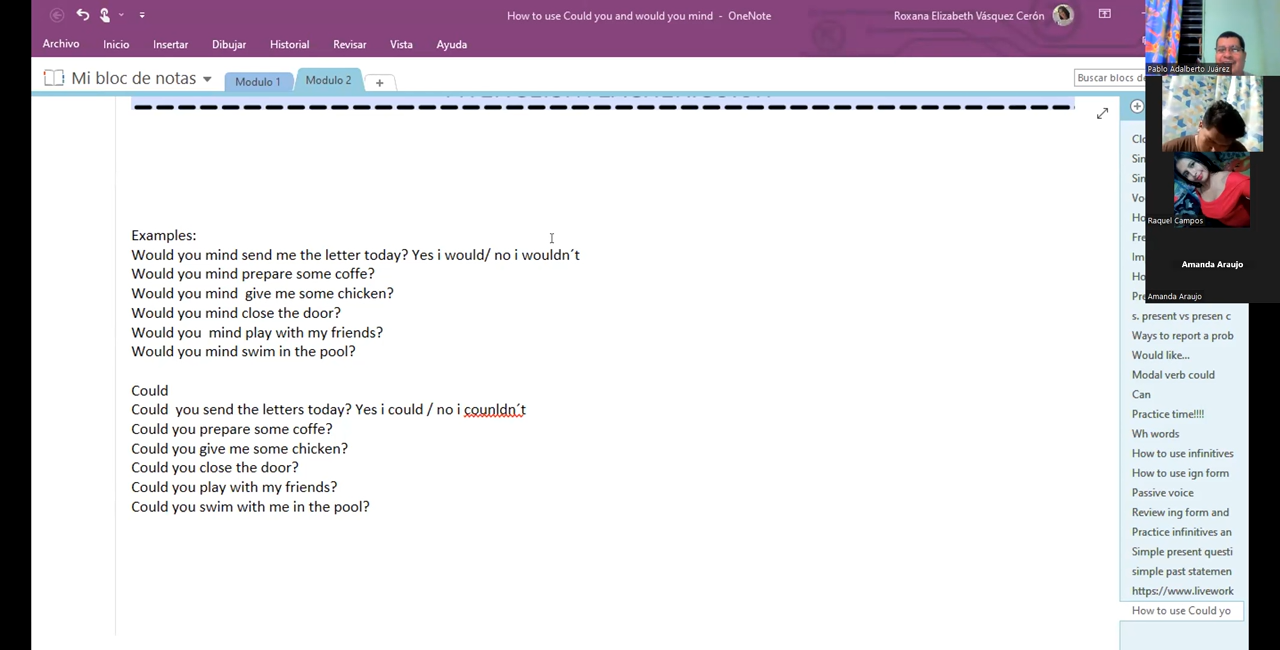 How to use Could you and would you mind - OneNote
Roxana Elizabeth Vásquez Cerón
Archivo Inicio Insertar Dibujar Historial Revisar Vista Ayuda
Mi bloc de notas Modulo 1 Modulo 2
Buscar blocs de
Examples:
Would you mind send me the letter today? Yes i would/ no i wouldn´t
Would you mind prepare some coffe?
Would you mind  give me some chicken?
Would you mind close the door?
Would you  mind play with my friends?
Would you mind swim in the pool?
Could
Could  you send the letters today? Yes i could / no i counldn´t
Could you prepare some coffe?
Could you give me some chicken?
Could you close the door?
Could you play with my friends?
Could you swim with me in the pool?
Pablo Adalberto Juárez
Raquel Campos
Amanda Araujo
Amanda Araujo
s. present vs presen c
Ways to report a prob
Would like...
Modal verb could
Can
Practice time!!!!
Wh words
How to use infinitives
How to use ign form
Passive voice
Review ing form and
Practice infinitives an
Simple present questi
simple past statemen
https://www.livework
How to use Could yo